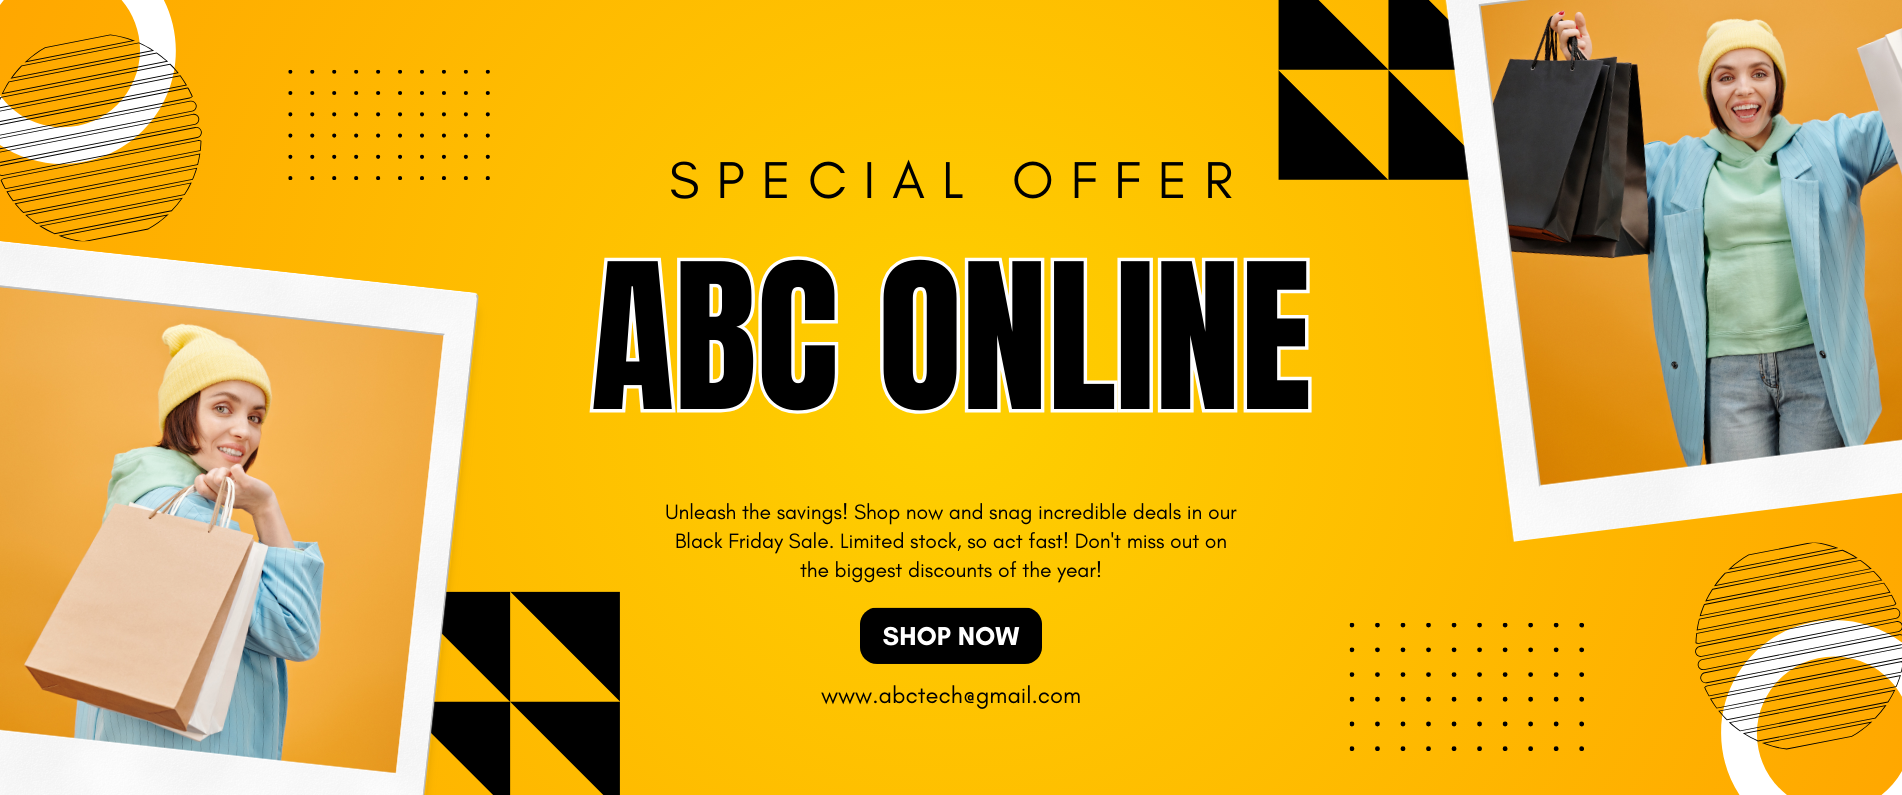 SPECIAL OFFER
ABC ONLINE
Unleash the savings! Shop now and snag incredible deals in our
Black Friday Sale. Limited stock, so act fast! Don't miss out on
the biggest discounts of the year!
SHOP NOW
www.abctech@gmail.com